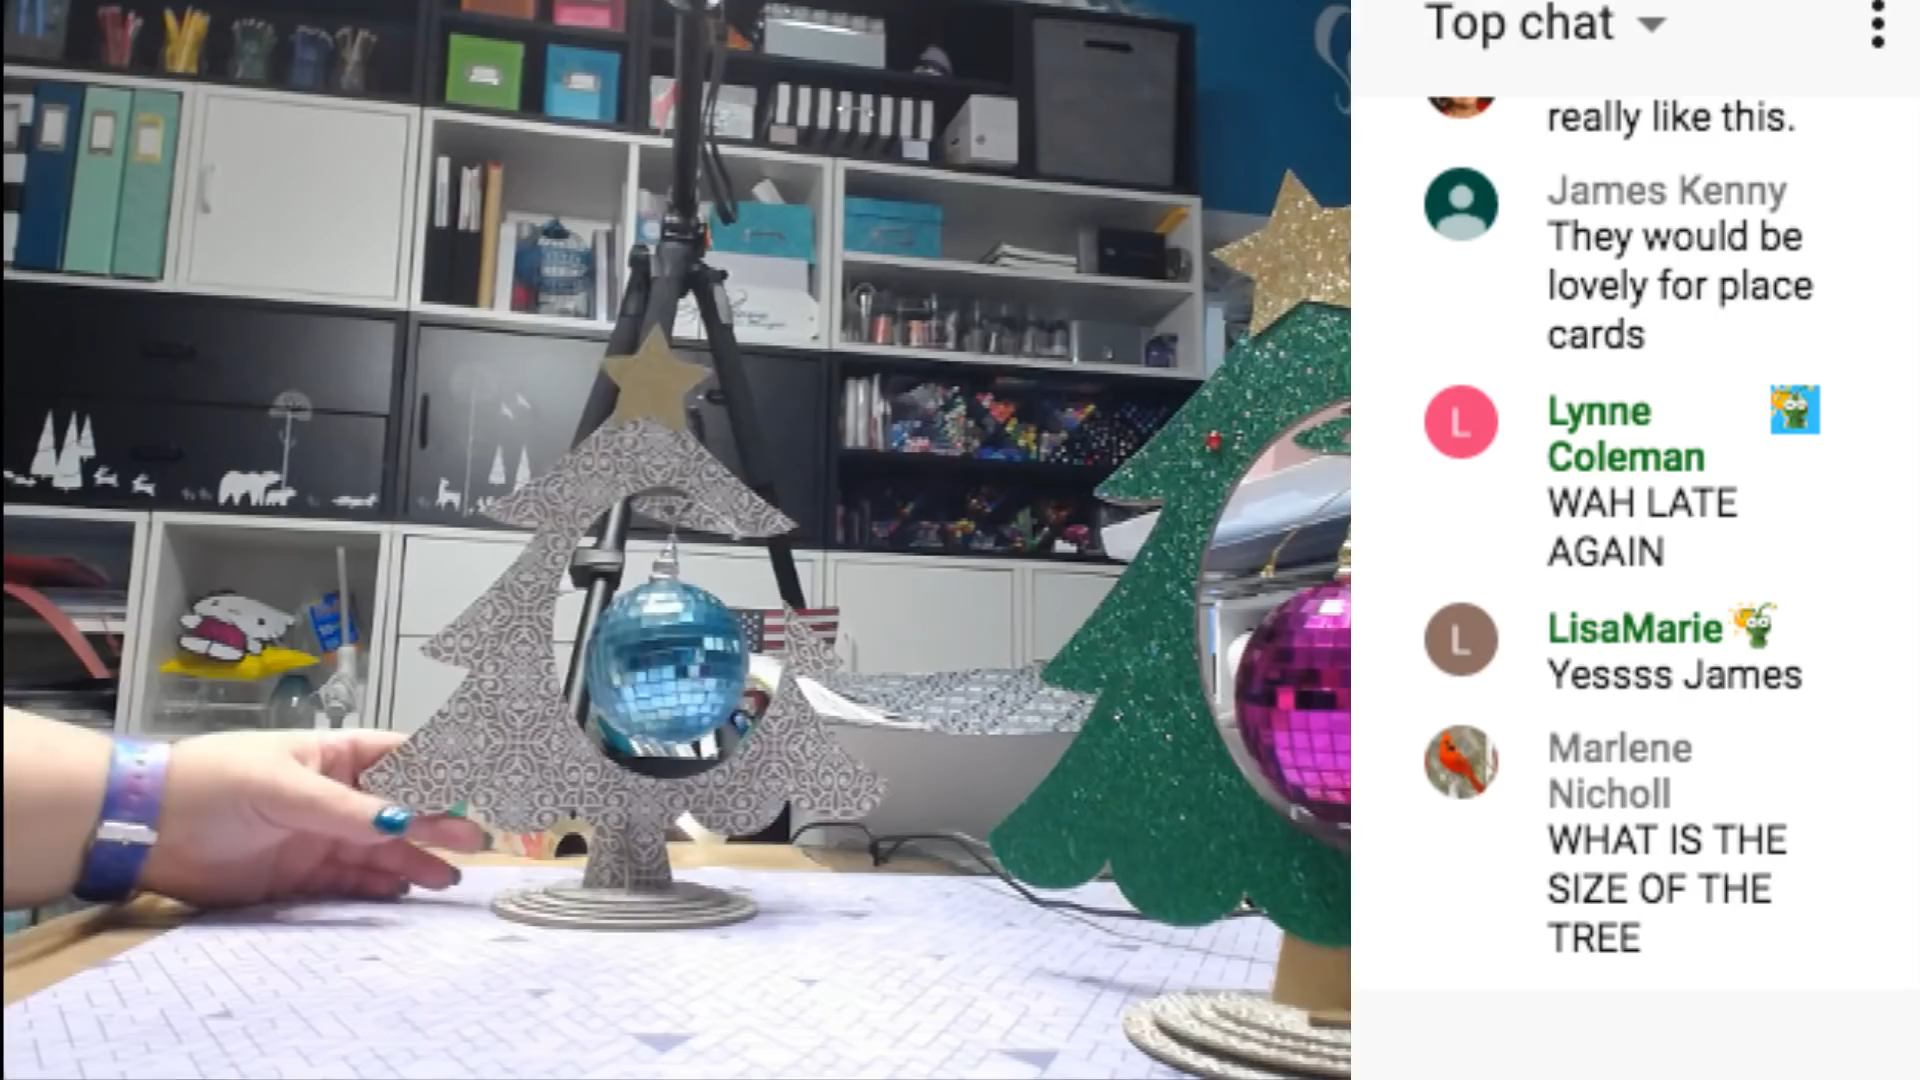 Top chat
really like this.
James Kenny
They would be
lovely for place
cards
Lynne
Coleman
WAH LATE
AGAIN
LisaMarie
Yessss James
Marlene
Nicholl
WHAT IS THE
SIZE OF THE
TREE